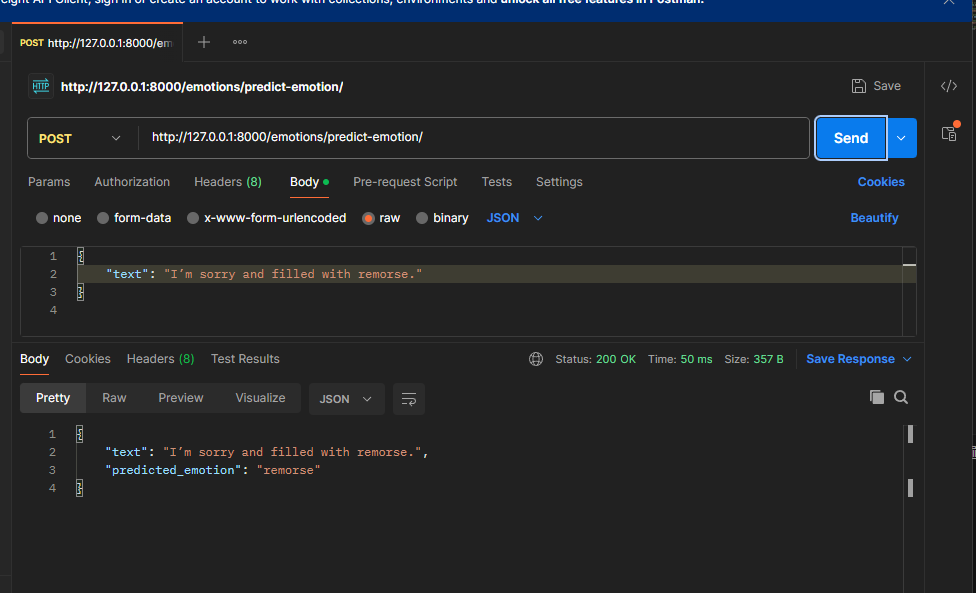 eight API Client, sign in or create an account to work with collections, environments and unlock all free features in Postman.
POST http://127.0.0.1:8000/em
HTTP http://127.0.0.1:8000/emotions/predict-emotion/ Save
POST http://127.0.0.1:8000/emotions/predict-emotion/ Send
Params Authorization Headers (8) Body Pre-request Script Tests Settings Cookies
none form-data x-www-form-urlencoded raw binary JSON Beautify
1 {
2 "text": "I’m sorry and filled with remorse."
3 }
4
Body Cookies Headers (8) Test Results Status: 200 OK Time: 50 ms Size: 357 B Save Response
Pretty Raw Preview Visualize JSON
1 {
2 "text": "I’m sorry and filled with remorse.",
3 "predicted_emotion": "remorse"
4 }